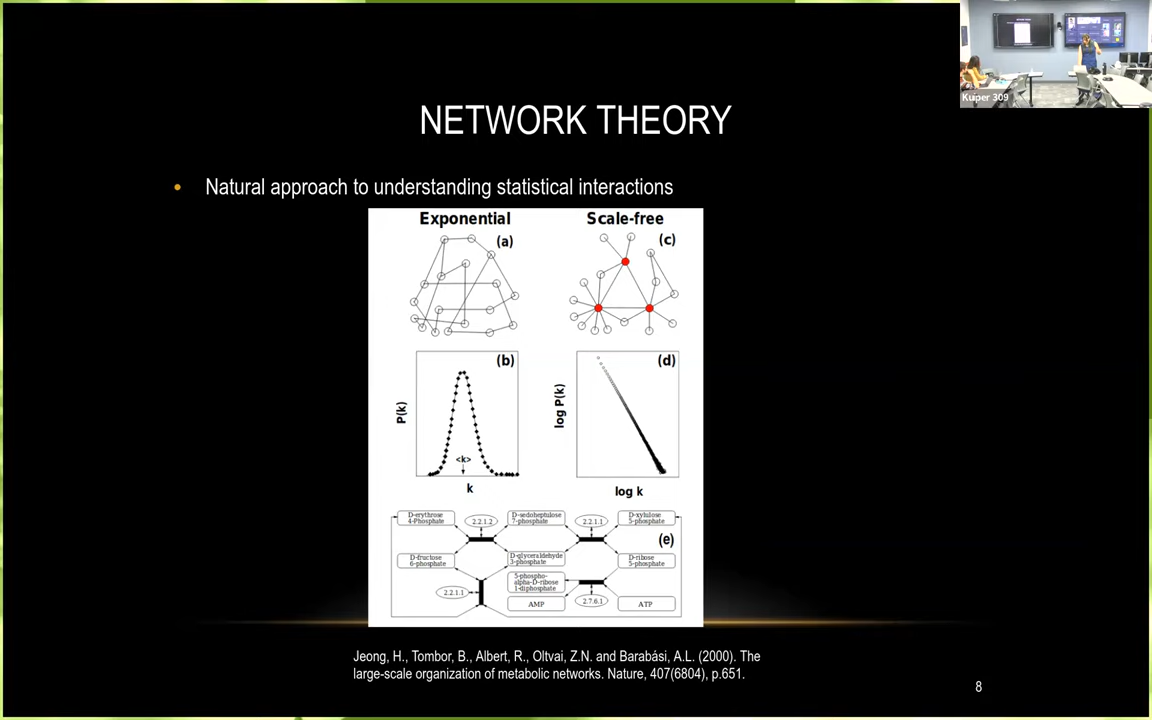 Kuiper 309
NETWORK THEORY
• Natural approach to understanding statistical interactions
Exponential
Scale-free
(a)
(c)
(b)
(d)
P(k)
<k>
k
log P(k)
log k
D-erythrose
4-Phosphate
2.2.1.2
D-sedoheptulose
7-phosphate
2.2.1.1
D-xylulose
5-phosphate
(e)
D-fructose
6-phosphate
D-glyceraldehyde
3-phosphate
D-ribose
5-phosphate
2.2.1.1
5-phospho-
alpha-D-ribose
1-diphosphate
AMP
2.7.6.1
ATP
Jeong, H., Tombor, B., Albert, R., Oltvai, Z.N. and Barabási, A.L. (2000). The
large-scale organization of metabolic networks. Nature, 407(6804), p.651.
8